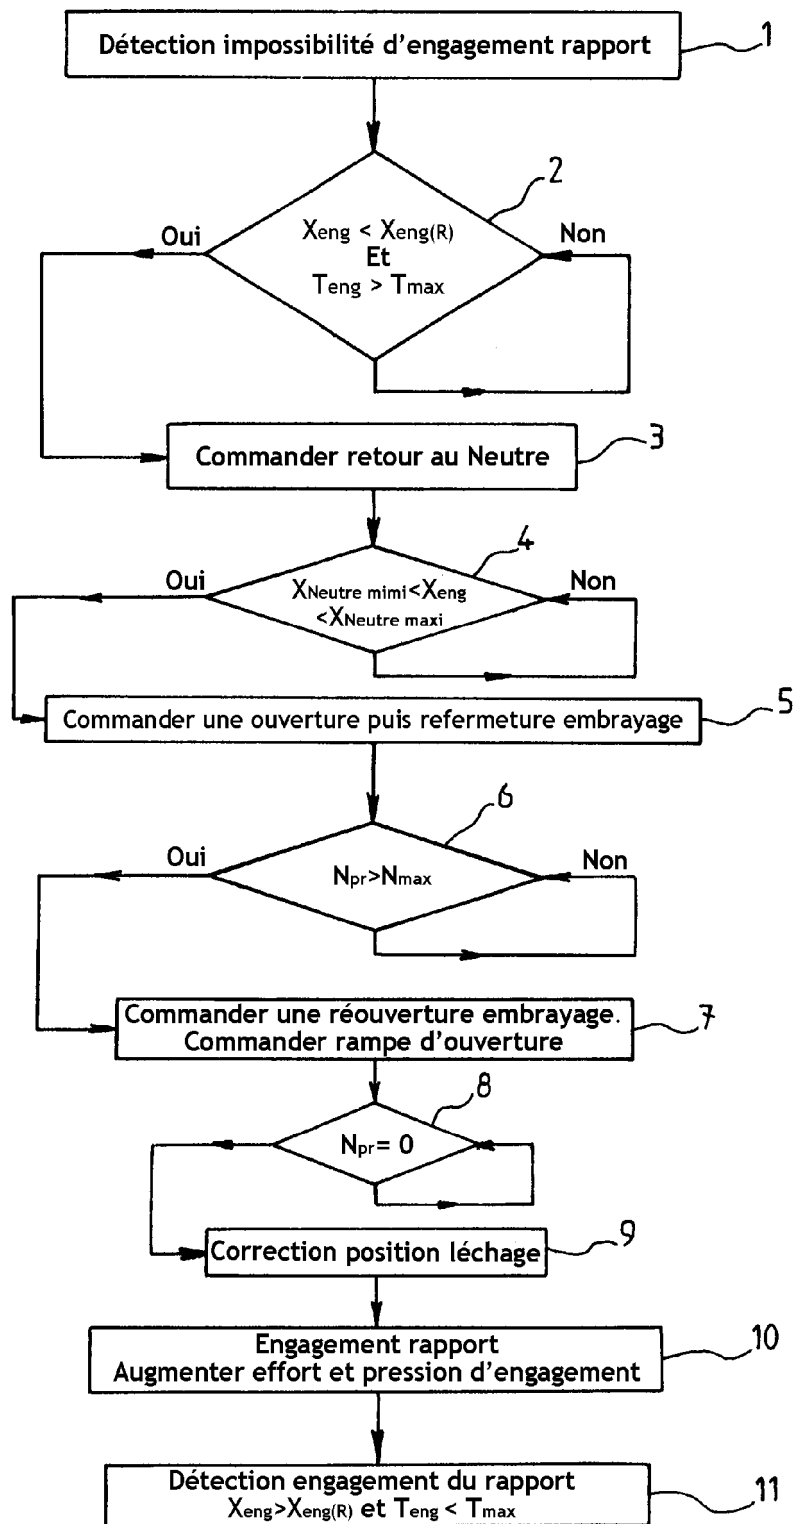 Détection impossibilité d'engagement rapport
1
2
Oui
Xeng < Xeng(R)
Et
Teng > Tmax
Non
Commander retour au Neutre
3
4
Oui
XNeutre mimi<Xeng
<XNeutre maxi
Non
Commander une ouverture puis refermeture embrayage
5
6
Oui
Npr>Nmax
Non
Commander une réouverture embrayage.
Commander rampe d'ouverture
7
8
Npr= 0
Correction position léchage
9
Engagement rapport
Augmenter effort et pression d'engagement
10
Détection engagement du rapport
Xeng>Xeng(R) et Teng < Tmax
11